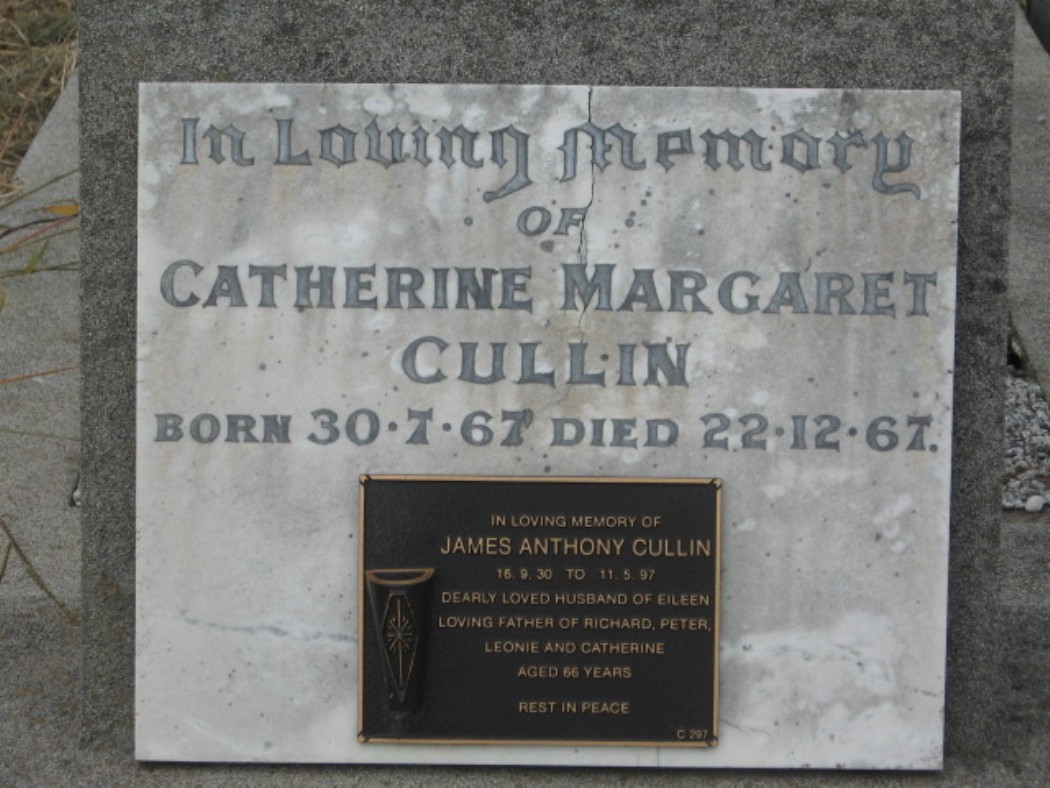 In Loving Memory
OF
CATHERINE MARGARET
CULLIN
BORN 30·7·67 DIED 22·12·67.
IN LOVING MEMORY OF
JAMES ANTHONY CULLIN
16. 9. 30 TO 11. 5. 97
DEARLY LOVED HUSBAND OF EILEEN
LOVING FATHER OF RICHARD, PETER,
LEONIE AND CATHERINE
AGED 66 YEARS
REST IN PEACE
C 297